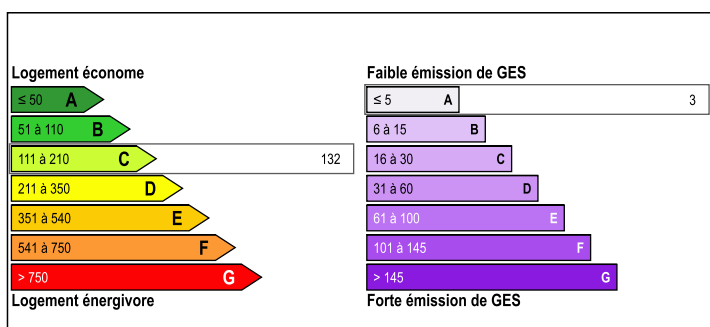 Logement économe
≤ 50 A
51 à 110 B
111 à 210 C 132
211 à 350 D
351 à 540 E
541 à 750 F
> 750 G
Logement énergivore
Faible émission de GES
≤ 5 A 3
6 à 15 B
16 à 30 C
31 à 60 D
61 à 100 E
101 à 145 F
> 145 G
Forte émission de GES